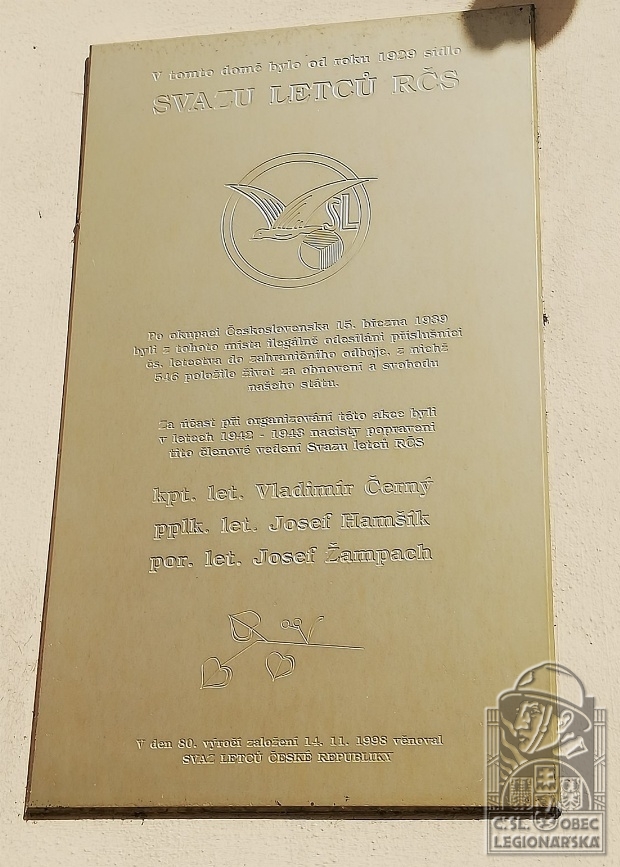 V tomto domě bylo od roku 1929 sídlo
SVAZU LETCŮ RČS
SL
Po okupaci Československa 15. března 1939
byli z tohoto místa ilegálně odesíláni příslušníci
čs. letectva do zahraničního odboje, z nichž
546 položilo život za obnovení a svobodu
našeho státu.
Za účast při organizování této akce byli
v letech 1942 - 1943 nacisty popraveni
tito členové vedení Svazu letců RČS
kpt. let. Vladimír Černý
pplk. let. Josef Hamšík
por. let. Josef Žampach
V den 80. výročí založení 14. 11. 1998 věnoval
SVAZ LETCŮ ČESKÉ REPUBLIKY
ČSL. OBEC
LEGIONÁŘSKÁ